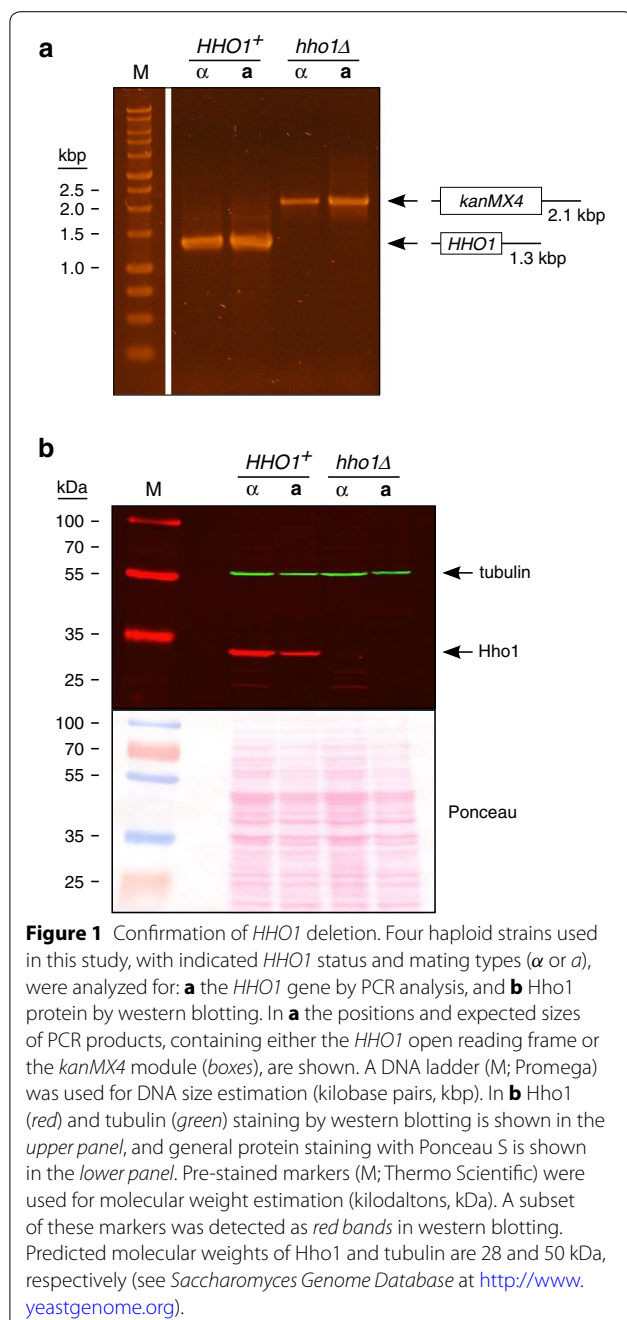 a
HHO1⁺ hho1Δ
M α a α a
kbp
2.5
2.0
1.5
1.0
kanMX4
2.1 kbp
HHO1
1.3 kbp
b
HHO1⁺ hho1Δ
kDa M α a α a
100
70
55
35
25
tubulin
Hho1
100
70
55
35
25
Ponceau
Figure 1 Confirmation of HHO1 deletion. Four haploid strains used
in this study, with indicated HHO1 status and mating types (α or a),
were analyzed for: a the HHO1 gene by PCR analysis, and b Hho1
protein by western blotting. In a the positions and expected sizes
of PCR products, containing either the HHO1 open reading frame or
the kanMX4 module (boxes), are shown. A DNA ladder (M; Promega)
was used for DNA size estimation (kilobase pairs, kbp). In b Hho1
(red) and tubulin (green) staining by western blotting is shown in the
upper panel, and general protein staining with Ponceau S is shown
in the lower panel. Pre-stained markers (M; Thermo Scientific) were
used for molecular weight estimation (kilodaltons, kDa). A subset
of these markers was detected as red bands in western blotting.
Predicted molecular weights of Hho1 and tubulin are 28 and 50 kDa,
respectively (see Saccharomyces Genome Database at http://www.
yeastgenome.org).